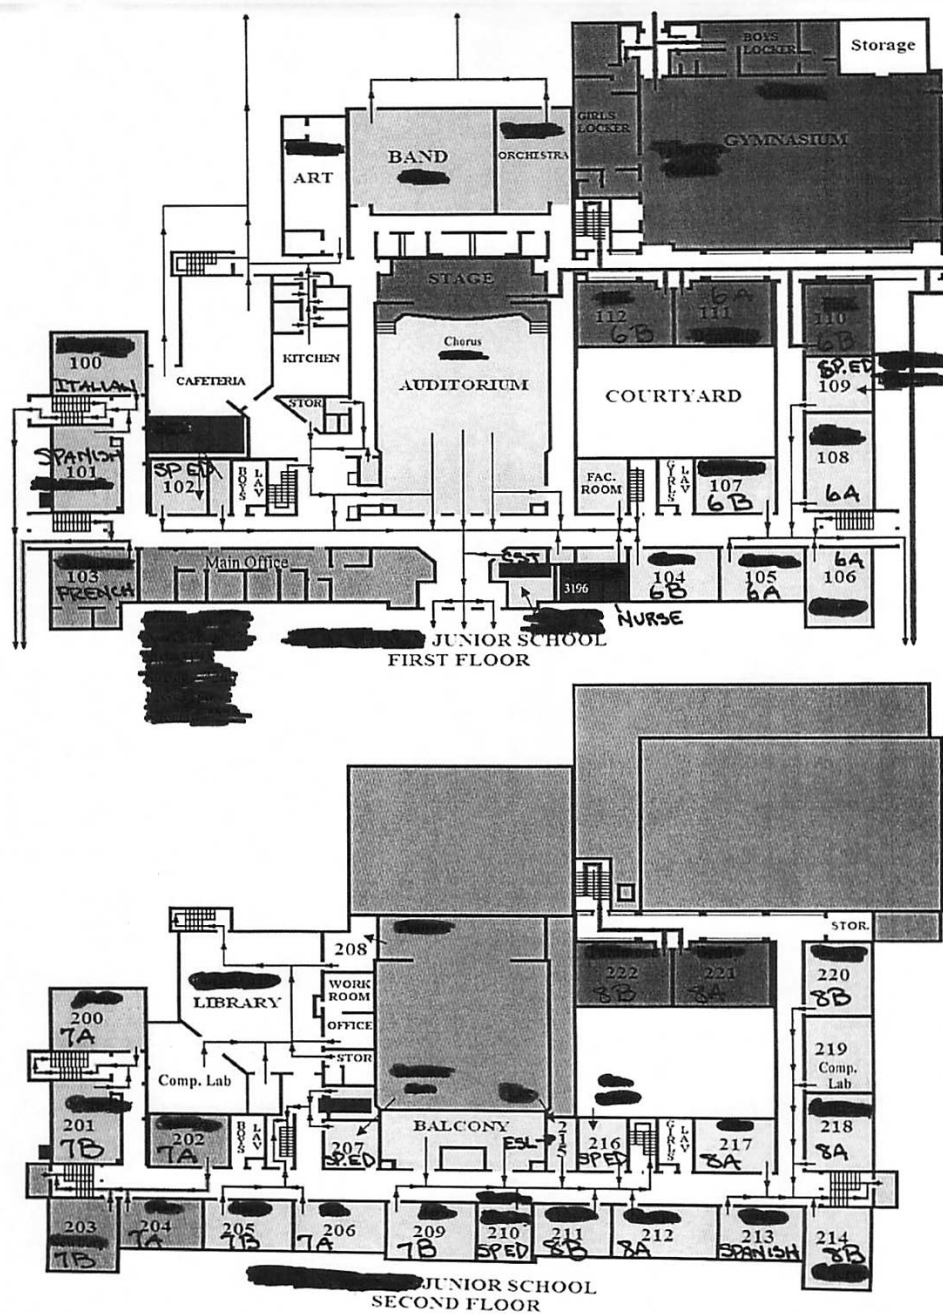 BOYS
LOCKER
Storage
GIRLS
LOCKER
GYMNASIUM
ART
BAND
ORCHESTRA
STAGE
112
6B
6A
111
110
6B
100
ITALIAN
CAFETERIA
KITCHEN
Chorus
AUDITORIUM
COURTYARD
SP.ED
109
STOR
SPANISH
101
SP ED
102
BOYS
LAV
FAC.
ROOM
GIRLS
LAV
107
6B
108
6A
103
FRENCH
Main Office
CST
3196
NURSE
104
6B
105
6A
6A
106
JUNIOR SCHOOL
FIRST FLOOR
208
STOR.
LIBRARY
WORK
ROOM
OFFICE
STOR
222
8B
221
8A
220
8B
200
7A
Comp. Lab
219
Comp.
Lab
201
7B
202
7A
BOYS
LAV
207
SP.ED
BALCONY
ESL
215
216
SPED
GIRLS
LAV
217
8A
218
8A
203
7B
204
7A
205
7B
206
7A
209
7B
210
SPED
211
8B
212
8A
213
SPANISH
214
8B
JUNIOR SCHOOL
SECOND FLOOR